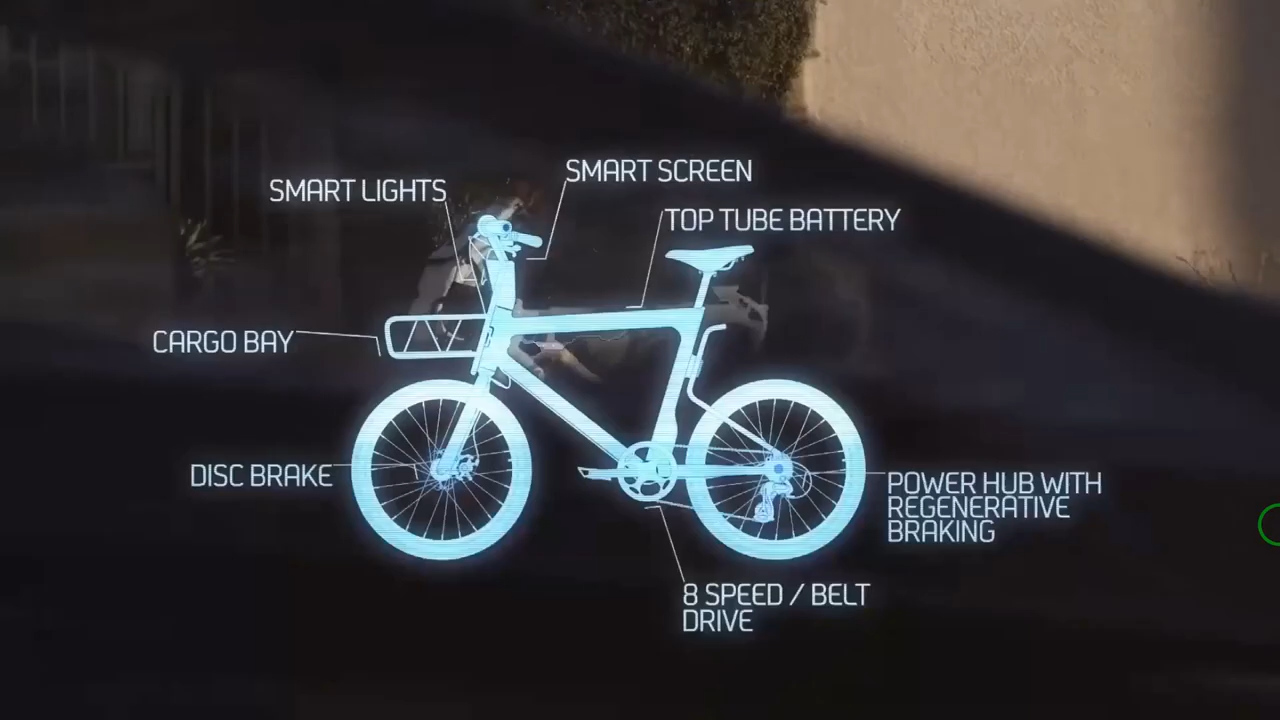 SMART SCREEN
SMART LIGHTS
TOP TUBE BATTERY
CARGO BAY
DISC BRAKE
POWER HUB WITH
REGENERATIVE
BRAKING
8 SPEED / BELT
DRIVE